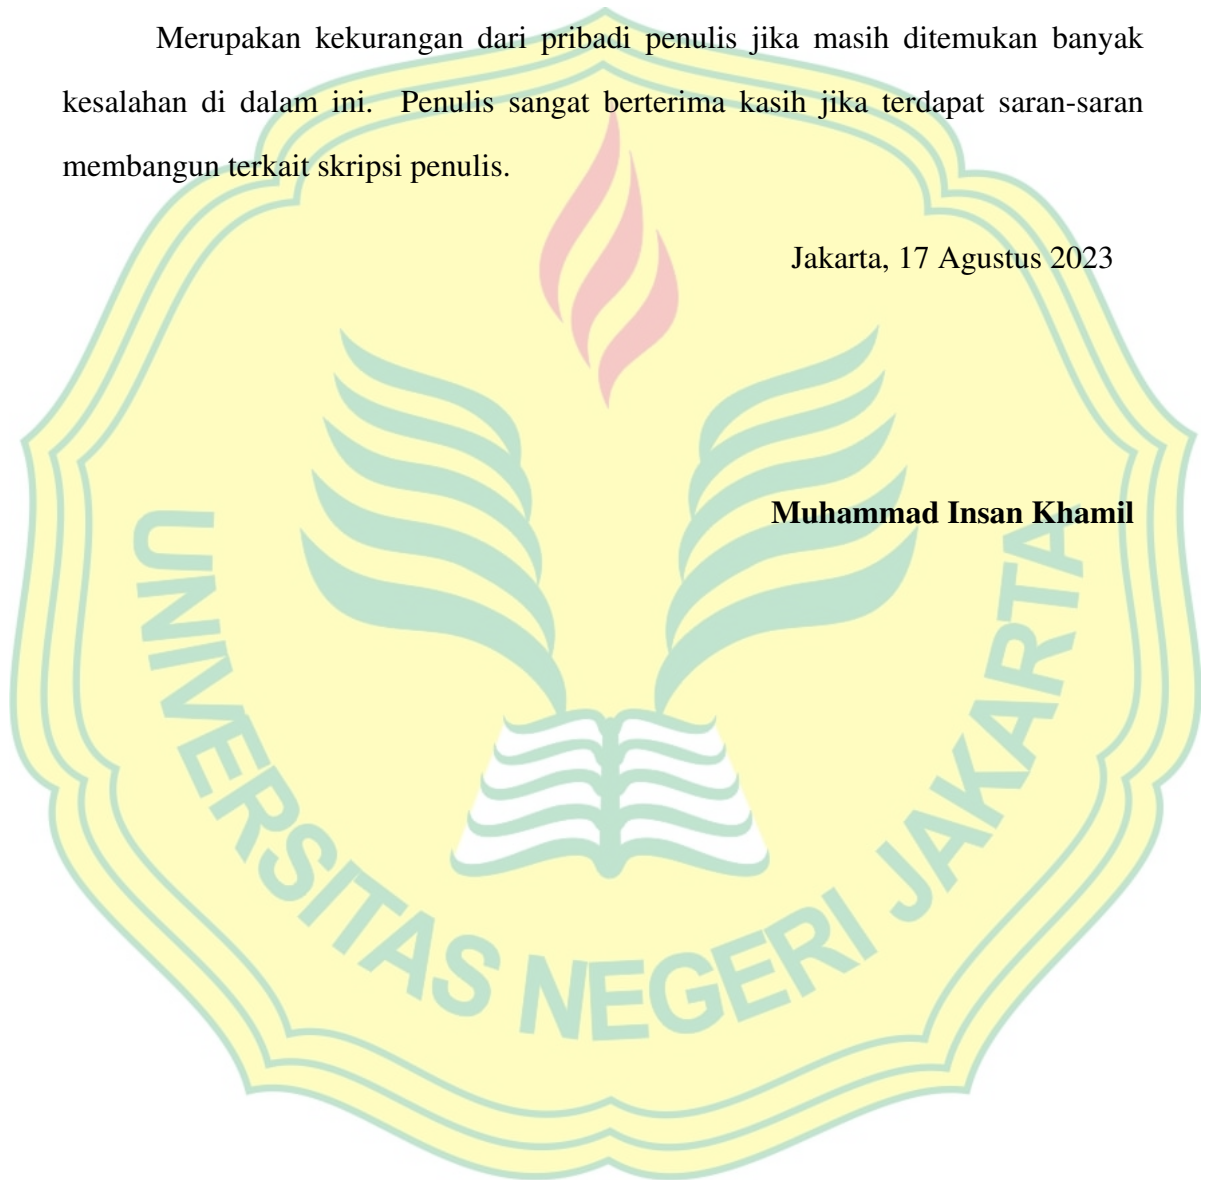 Merupakan kekurangan dari pribadi penulis jika masih ditemukan banyak
kesalahan di dalam ini. Penulis sangat berterima kasih jika terdapat saran-saran
membangun terkait skripsi penulis.
Jakarta, 17 Agustus 2023
Muhammad Insan Khamil
UNIVERSITAS NEGERI JAKARTA